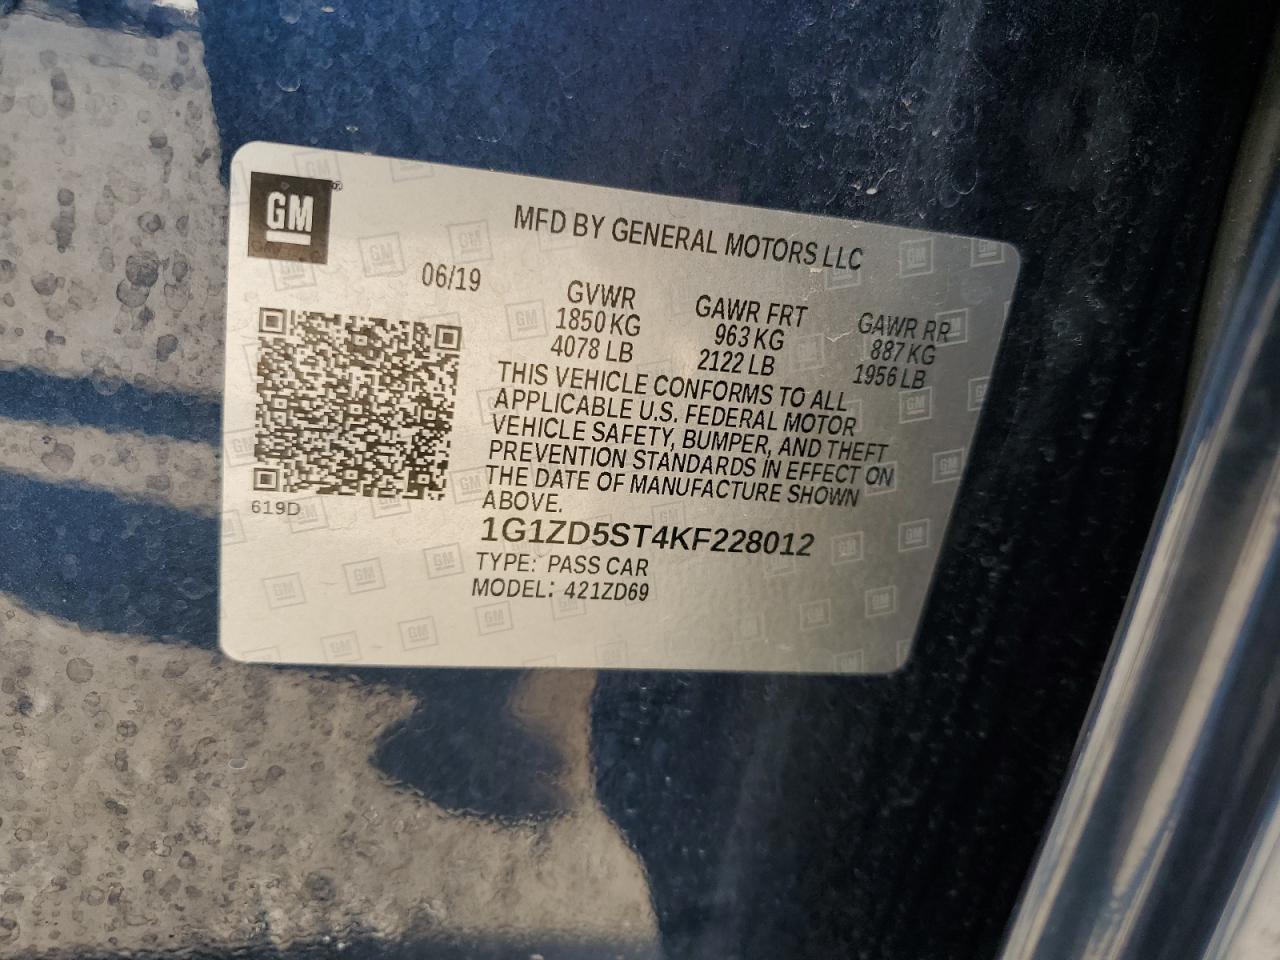 GM
MFD BY GENERAL MOTORS LLC
06/19
GVWR GAWR FRT GAWR RR
1850 KG 963 KG 887 KG
4078 LB 2122 LB 1956 LB
THIS VEHICLE CONFORMS TO ALL
APPLICABLE U.S. FEDERAL MOTOR
VEHICLE SAFETY, BUMPER, AND THEFT
PREVENTION STANDARDS IN EFFECT ON
THE DATE OF MANUFACTURE SHOWN
ABOVE.
619D
1G1ZD5ST4KF228012
TYPE: PASS CAR
MODEL: 421ZD69